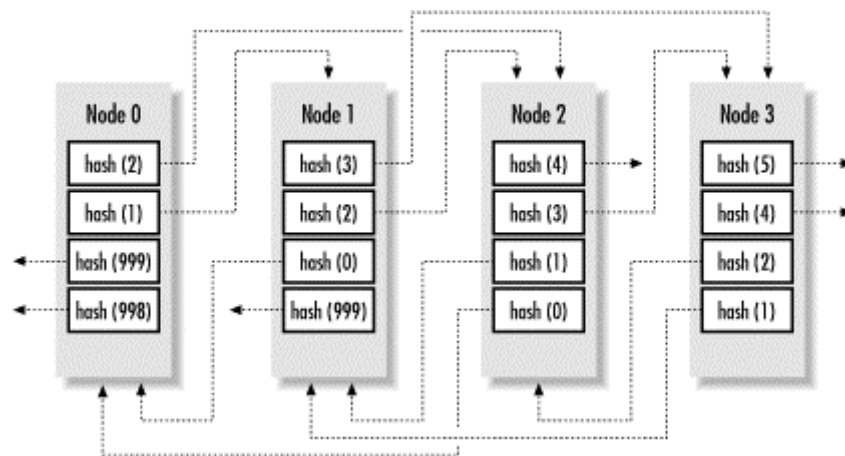 Node 0
hash (2)
hash (1)
hash (999)
hash (998)
Node 1
hash (3)
hash (2)
hash (0)
hash (999)
Node 2
hash (4)
hash (3)
hash (1)
hash (0)
Node 3
hash (5)
hash (4)
hash (2)
hash (1)